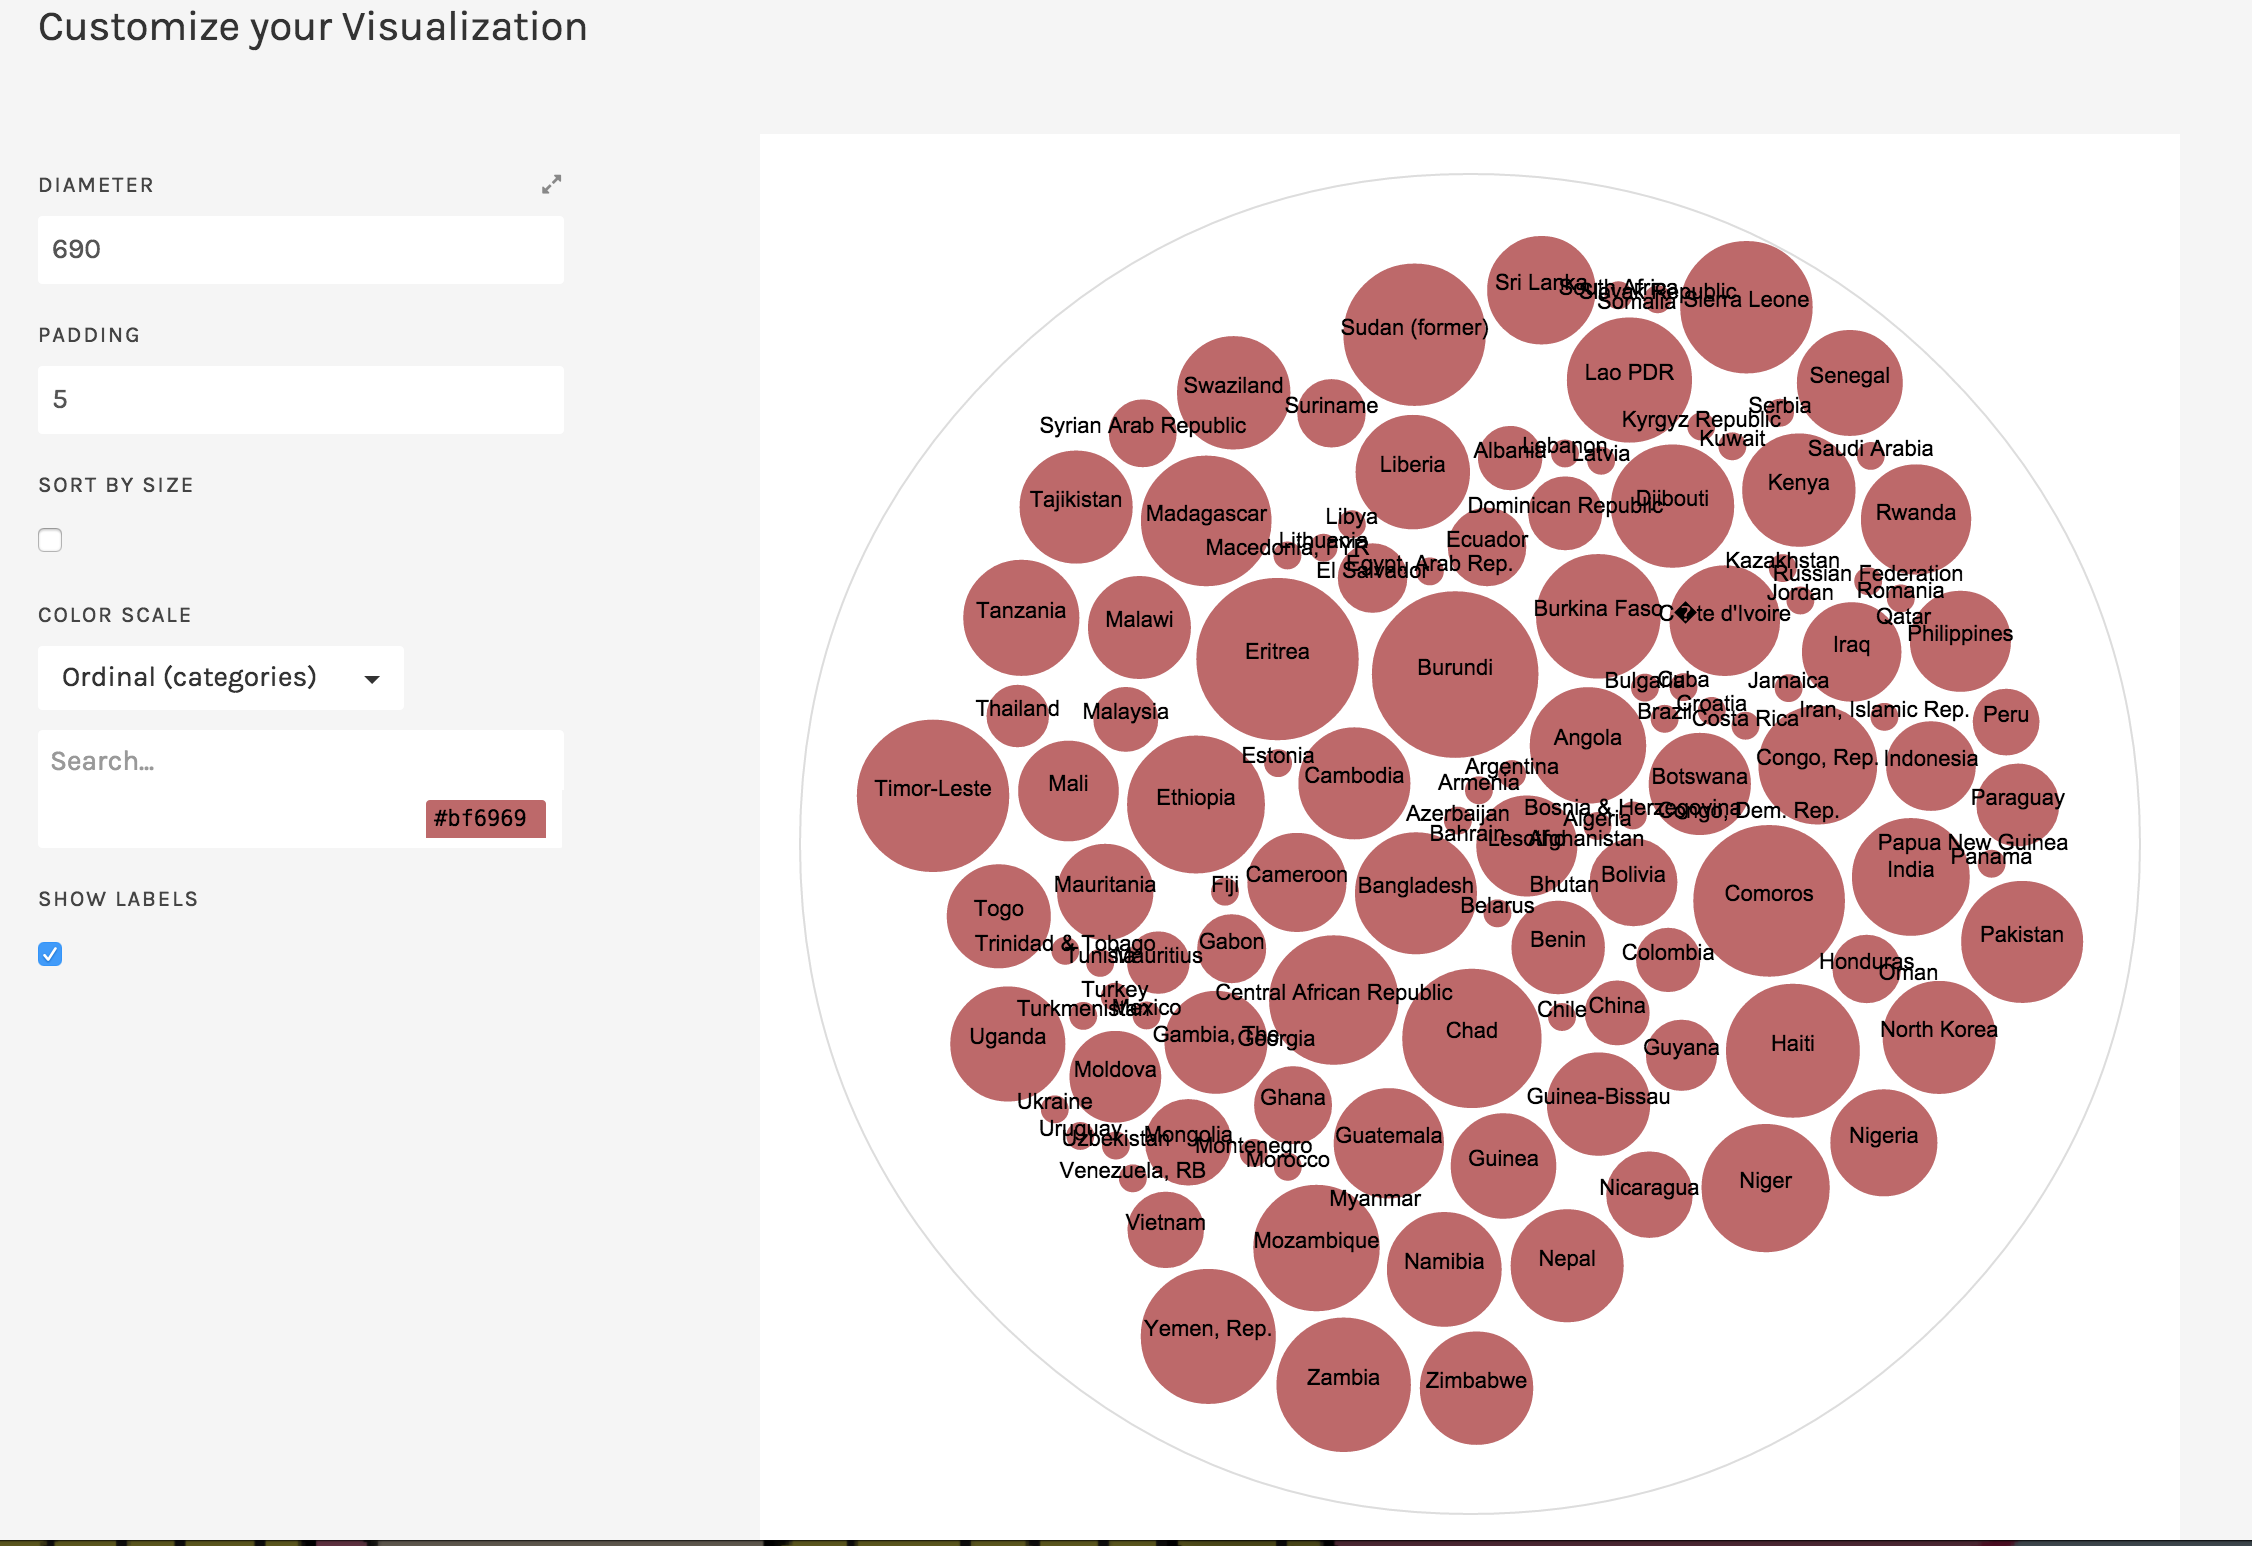 Customize your Visualization
DIAMETER
690
PADDING
5
SORT BY SIZE
COLOR SCALE
Ordinal (categories)
Search...
#bf6969
SHOW LABELS
Sri Lanka
South Africa
Slovak Republic
Somalia
Sierra Leone
Sudan (former)
Lao PDR
Senegal
Swaziland
Suriname
Serbia
Kyrgyz Republic
Kuwait
Syrian Arab Republic
Liberia
Albania
Lebanon
Latvia
Saudi Arabia
Kenya
Tajikistan
Madagascar
Dominican Republic
Djibouti
Rwanda
Libya
Lithuania
Macedonia, FYR
Ecuador
Egypt, Arab Rep.
El Salvador
Kazakhstan
Russian Federation
Jordan
Romania
Tanzania
Malawi
Burkina Faso
C�te d'Ivoire
Qatar
Philippines
Iraq
Eritrea
Burundi
Bulgaria
Cuba
Jamaica
Thailand
Malaysia
Croatia
Brazil
Costa Rica
Iran, Islamic Rep.
Peru
Angola
Estonia
Cambodia
Argentina
Armenia
Botswana
Congo, Rep.
Indonesia
Timor-Leste
Mali
Ethiopia
Paraguay
Azerbaijan
Bosnia & Herzegovina
Algeria
Congo, Dem. Rep.
Bahrain
Lesotho
Afghanistan
Papua New Guinea
Panama
India
Mauritania
Fiji
Cameroon
Bangladesh
Bhutan
Bolivia
Comoros
Togo
Belarus
Trinidad & Tobago
Tunisia
Mauritius
Gabon
Benin
Colombia
Honduras
Oman
Pakistan
Turkey
Central African Republic
Turkmenistan
Mexico
Chile
China
Uganda
Gambia, The
Georgia
Chad
Guyana
Haiti
North Korea
Moldova
Ukraine
Ghana
Guinea-Bissau
Uruguay
Uzbekistan
Mongolia
Montenegro
Morocco
Guatemala
Guinea
Nigeria
Venezuela, RB
Myanmar
Nicaragua
Niger
Vietnam
Mozambique
Namibia
Nepal
Yemen, Rep.
Zambia
Zimbabwe